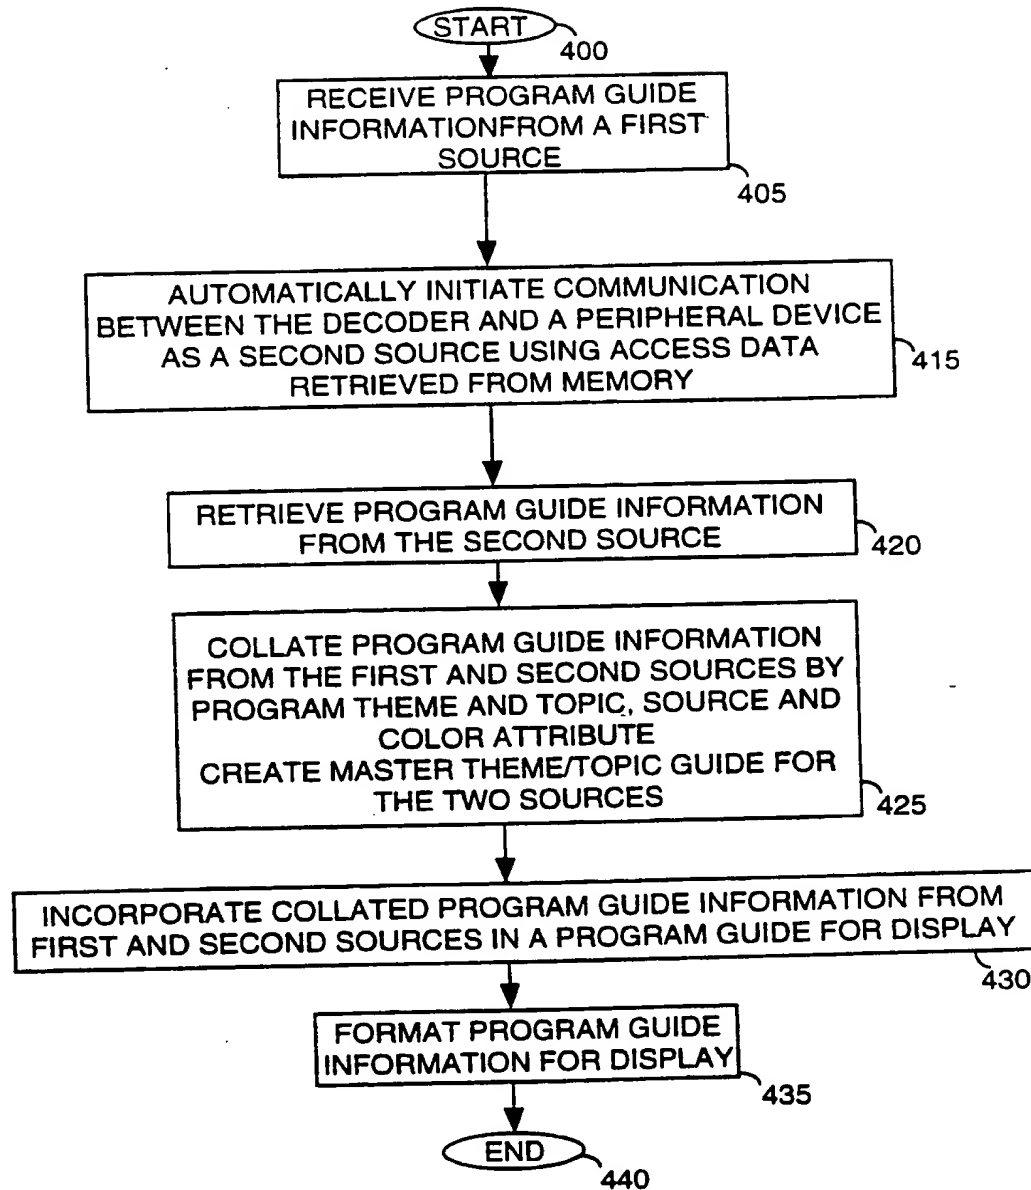 START
400
RECEIVE PROGRAM GUIDE
INFORMATIONFROM A FIRST
SOURCE
405
AUTOMATICALLY INITIATE COMMUNICATION
BETWEEN THE DECODER AND A PERIPHERAL DEVICE
AS A SECOND SOURCE USING ACCESS DATA
RETRIEVED FROM MEMORY
415
RETRIEVE PROGRAM GUIDE INFORMATION
FROM THE SECOND SOURCE
420
COLLATE PROGRAM GUIDE INFORMATION
FROM THE FIRST AND SECOND SOURCES BY
PROGRAM THEME AND TOPIC, SOURCE AND
COLOR ATTRIBUTE
CREATE MASTER THEME/TOPIC GUIDE FOR
THE TWO SOURCES
425
INCORPORATE COLLATED PROGRAM GUIDE INFORMATION FROM
FIRST AND SECOND SOURCES IN A PROGRAM GUIDE FOR DISPLAY
430
FORMAT PROGRAM GUIDE
INFORMATION FOR DISPLAY
435
END
440